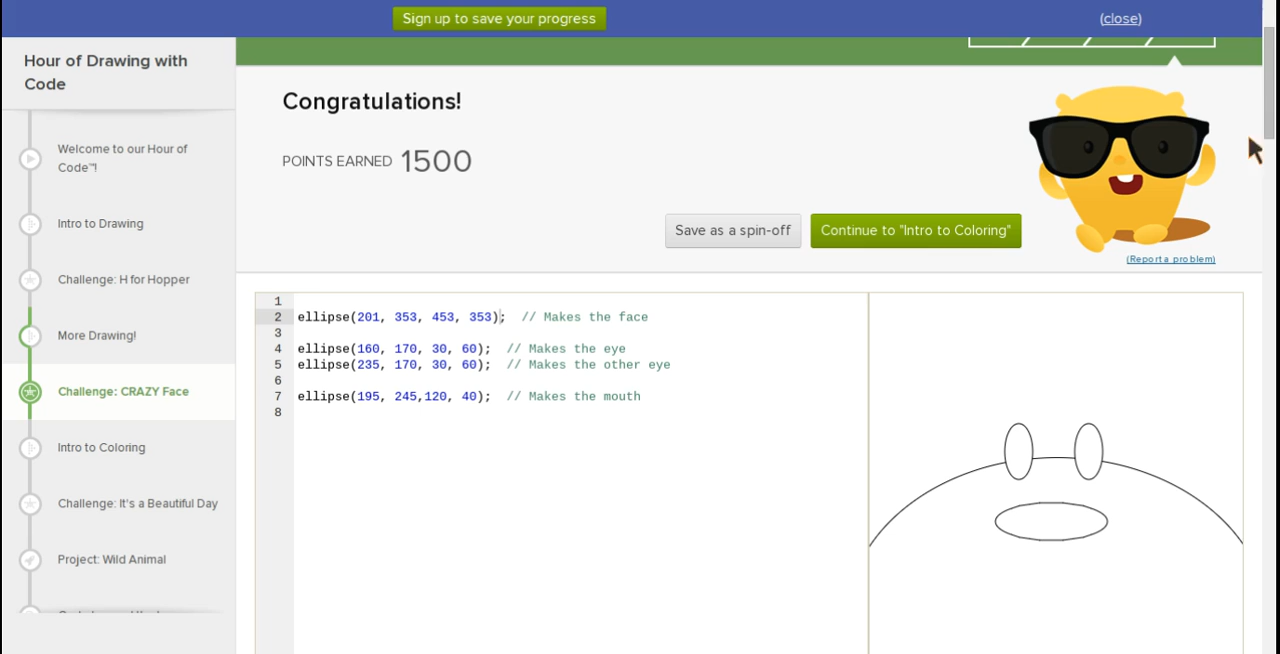 Sign up to save your progress
(close)
Hour of Drawing with
Code
Welcome to our Hour of
Code™!
Intro to Drawing
Challenge: H for Hopper
More Drawing!
Challenge: CRAZY Face
Intro to Coloring
Challenge: It's a Beautiful Day
Project: Wild Animal
Congratulations!
POINTS EARNED 1500
Save as a spin-off
Continue to "Intro to Coloring"
(Report a problem)
1
2 ellipse(201, 353, 453, 353); // Makes the face
3
4 ellipse(160, 170, 30, 60); // Makes the eye
5 ellipse(235, 170, 30, 60); // Makes the other eye
6
7 ellipse(195, 245,120, 40); // Makes the mouth
8